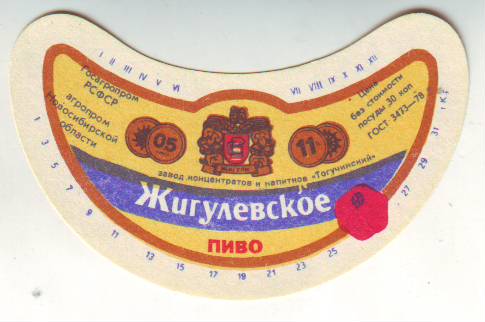 I II III IV V VI
VII VIII IX X XI XII
Госагропром
РСФСР
агропром
Новосибирской
области
Цена
без стоимости
посуды 30 коп
ГОСТ 3473—78
05
11
ЖИГУЛИ
завод концентратов и напитков "Тогучинский"
Жигулевское
ПИВО
1 3 5 7 9 11 13 15 17 19 21 23 25 27 29 31